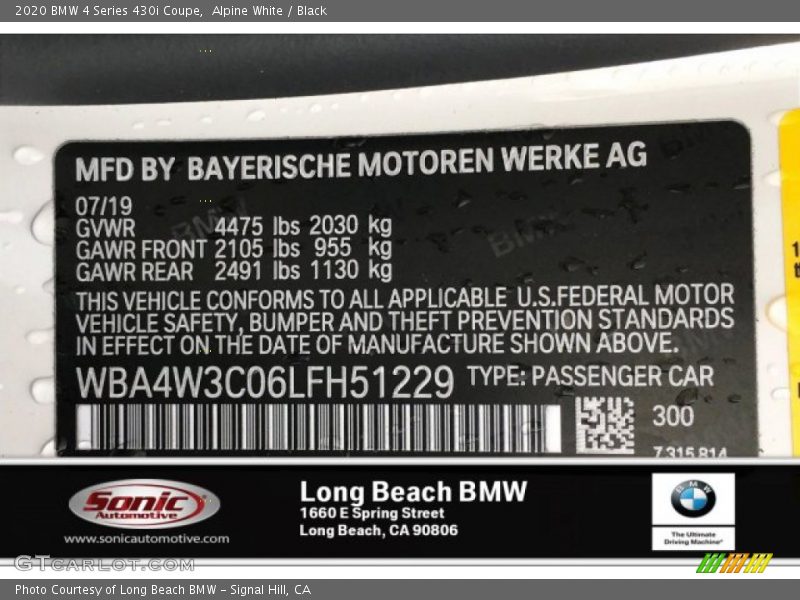 2020 BMW 4 Series 430i Coupe,  Alpine White / Black
MFD BY BAYERISCHE MOTOREN WERKE AG
07/19
GVWR 4475 lbs 2030 kg
GAWR FRONT 2105 lbs 955 kg
GAWR REAR 2491 lbs 1130 kg
THIS VEHICLE CONFORMS TO ALL APPLICABLE U.S.FEDERAL MOTOR
VEHICLE SAFETY, BUMPER AND THEFT PREVENTION STANDARDS
IN EFFECT ON THE DATE OF MANUFACTURE SHOWN ABOVE.
WBA4W3C06LFH51229 TYPE: PASSENGER CAR
300
7 315 814
Sonic
Automotive
www.sonicautomotive.com
Long Beach BMW
1660 E Spring Street
Long Beach, CA 90806
BMW
The Ultimate
Driving Machine®
GTcarlot.com
Photo Courtesy of Long Beach BMW - Signal Hill, CA